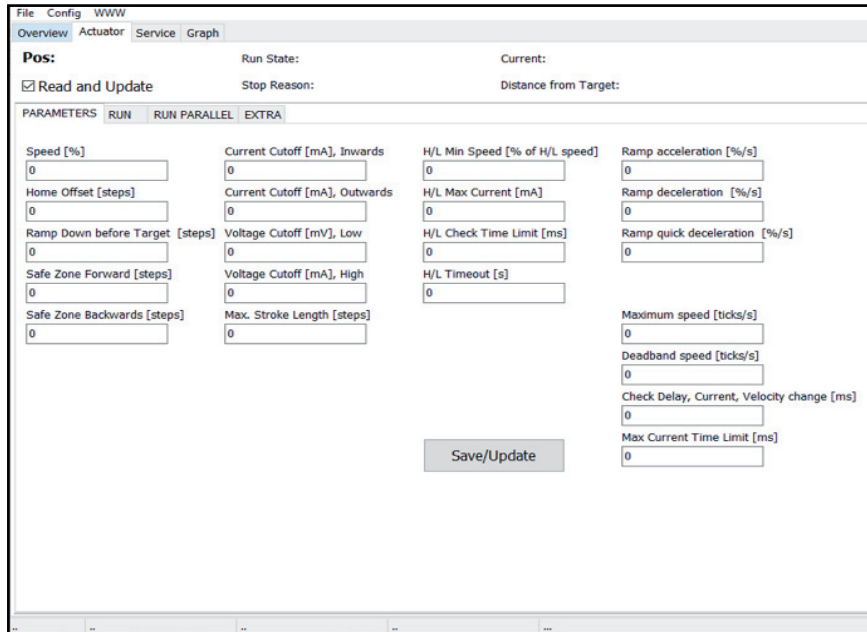 File Config WWW
Overview Actuator Service Graph
Pos: Run State: Current:
Read and Update Stop Reason: Distance from Target:
PARAMETERS RUN RUN PARALLEL EXTRA
Speed [%] Current Cutoff [mA], Inwards H/L Min Speed [% of H/L speed] Ramp acceleration [%/s]
0 0 0 0
Home Offset [steps] Current Cutoff [mA], Outwards H/L Max Current [mA] Ramp deceleration [%/s]
0 0 0 0
Ramp Down before Target [steps] Voltage Cutoff [mV], Low H/L Check Time Limit [ms] Ramp quick deceleration [%/s]
0 0 0 0
Safe Zone Forward [steps] Voltage Cutoff [mA], High H/L Timeout [s]
0 0 0
Safe Zone Backwards [steps] Max. Stroke Length [steps] Maximum speed [ticks/s]
0 0 0
Deadband speed [ticks/s]
0
Check Delay, Current, Velocity change [ms]
0
Max Current Time Limit [ms]
Save/Update 0
.. .. .. .. ...